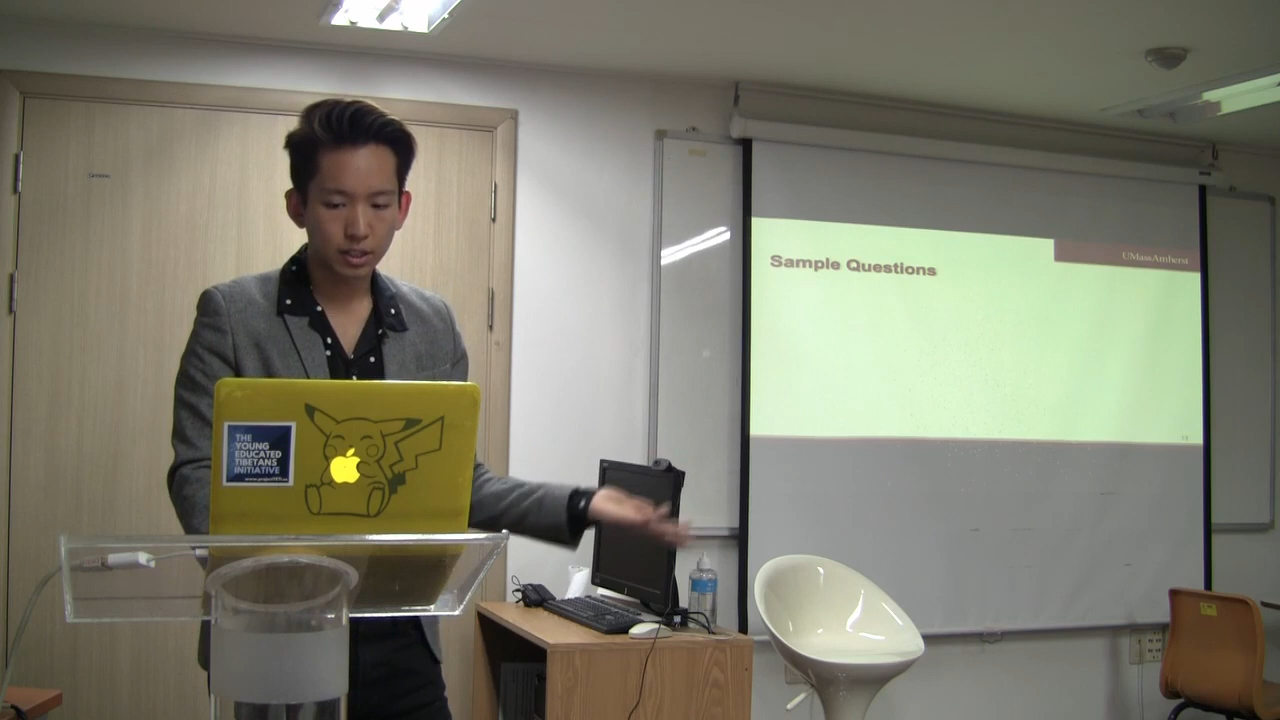 THE
YOUNG
EDUCATED
TIBETANS
INITIATIVE
Sample Questions
UMassAmherst